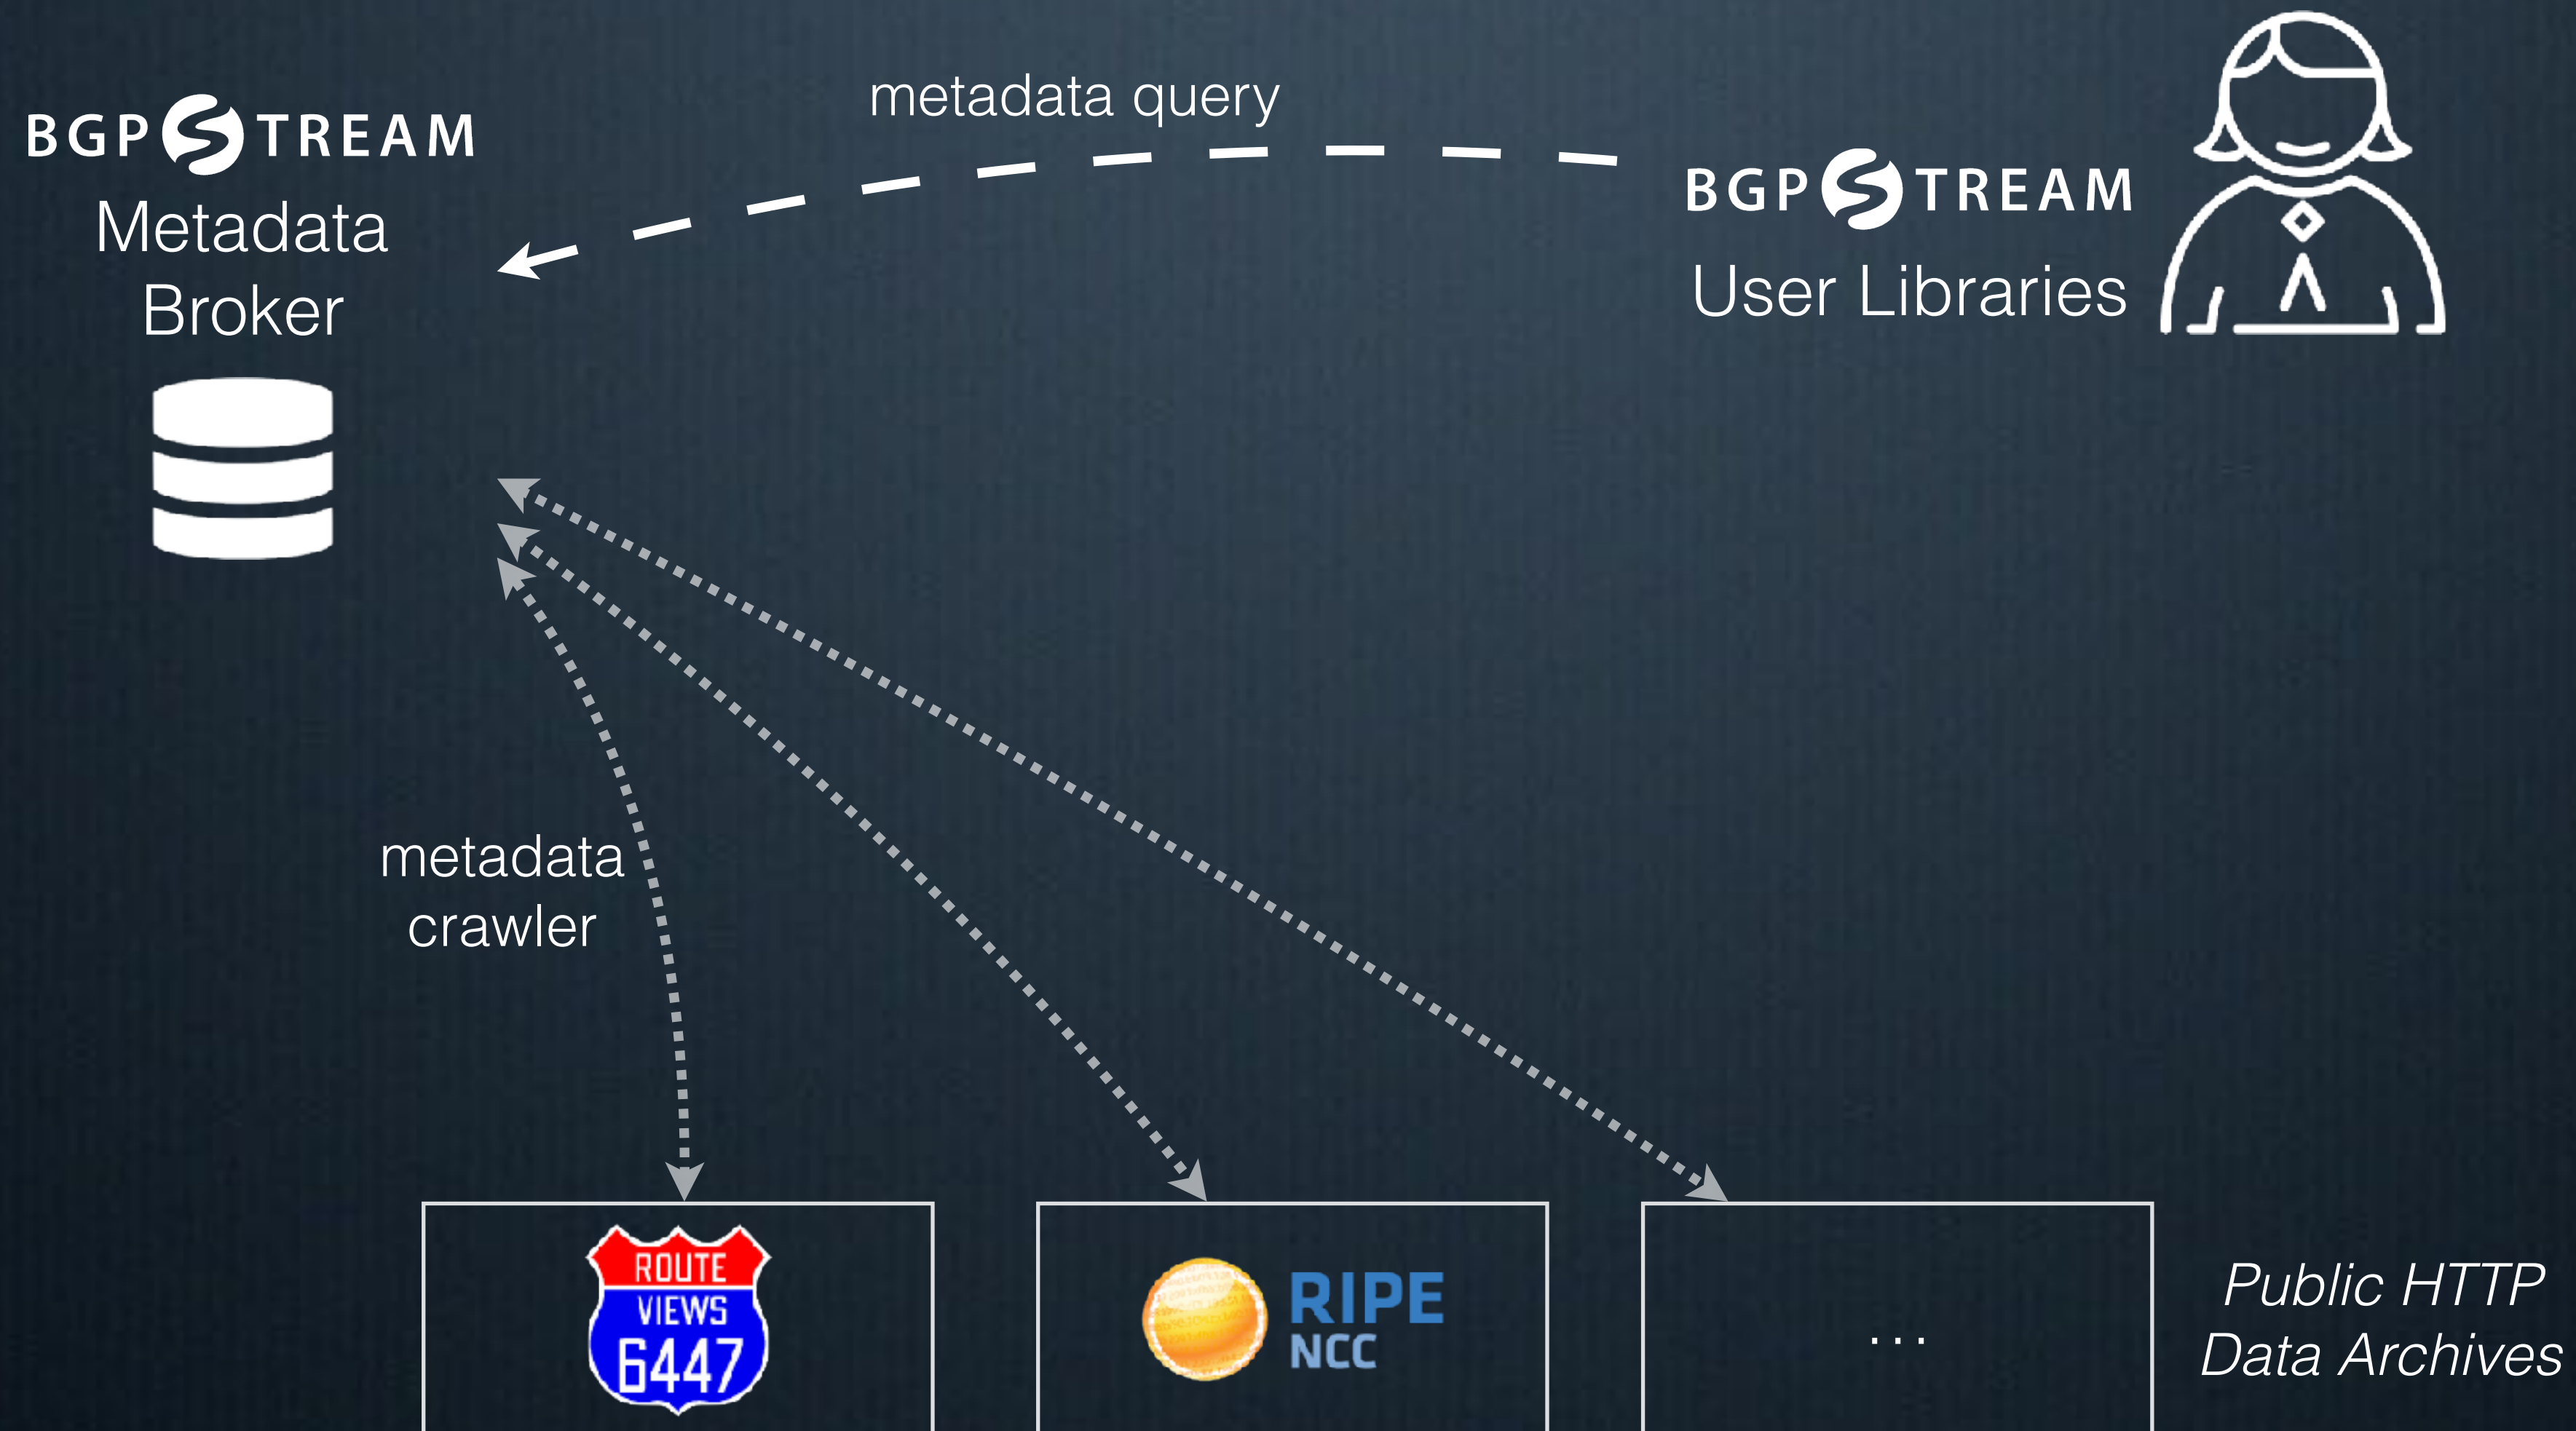 metadata query
BGPSTREAM
Metadata
Broker
BGPSTREAM
User Libraries
metadata
crawler
ROUTE
VIEWS
6447
RIPE
NCC
...
Public HTTP
Data Archives